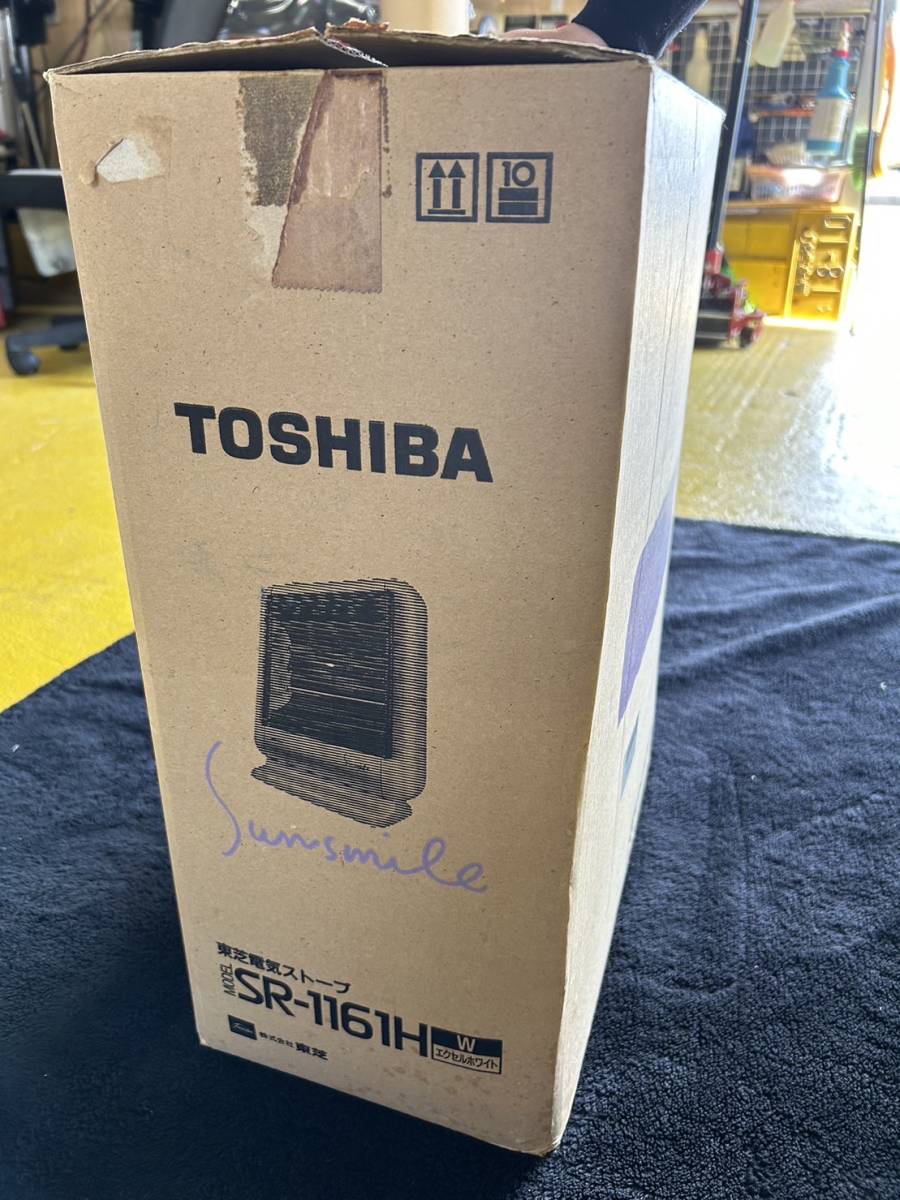 10
TOSHIBA
Sunsmile
東芝電気ストーブ
MODEL SR-1161H W
エクセルホワイト
株式会社 東芝